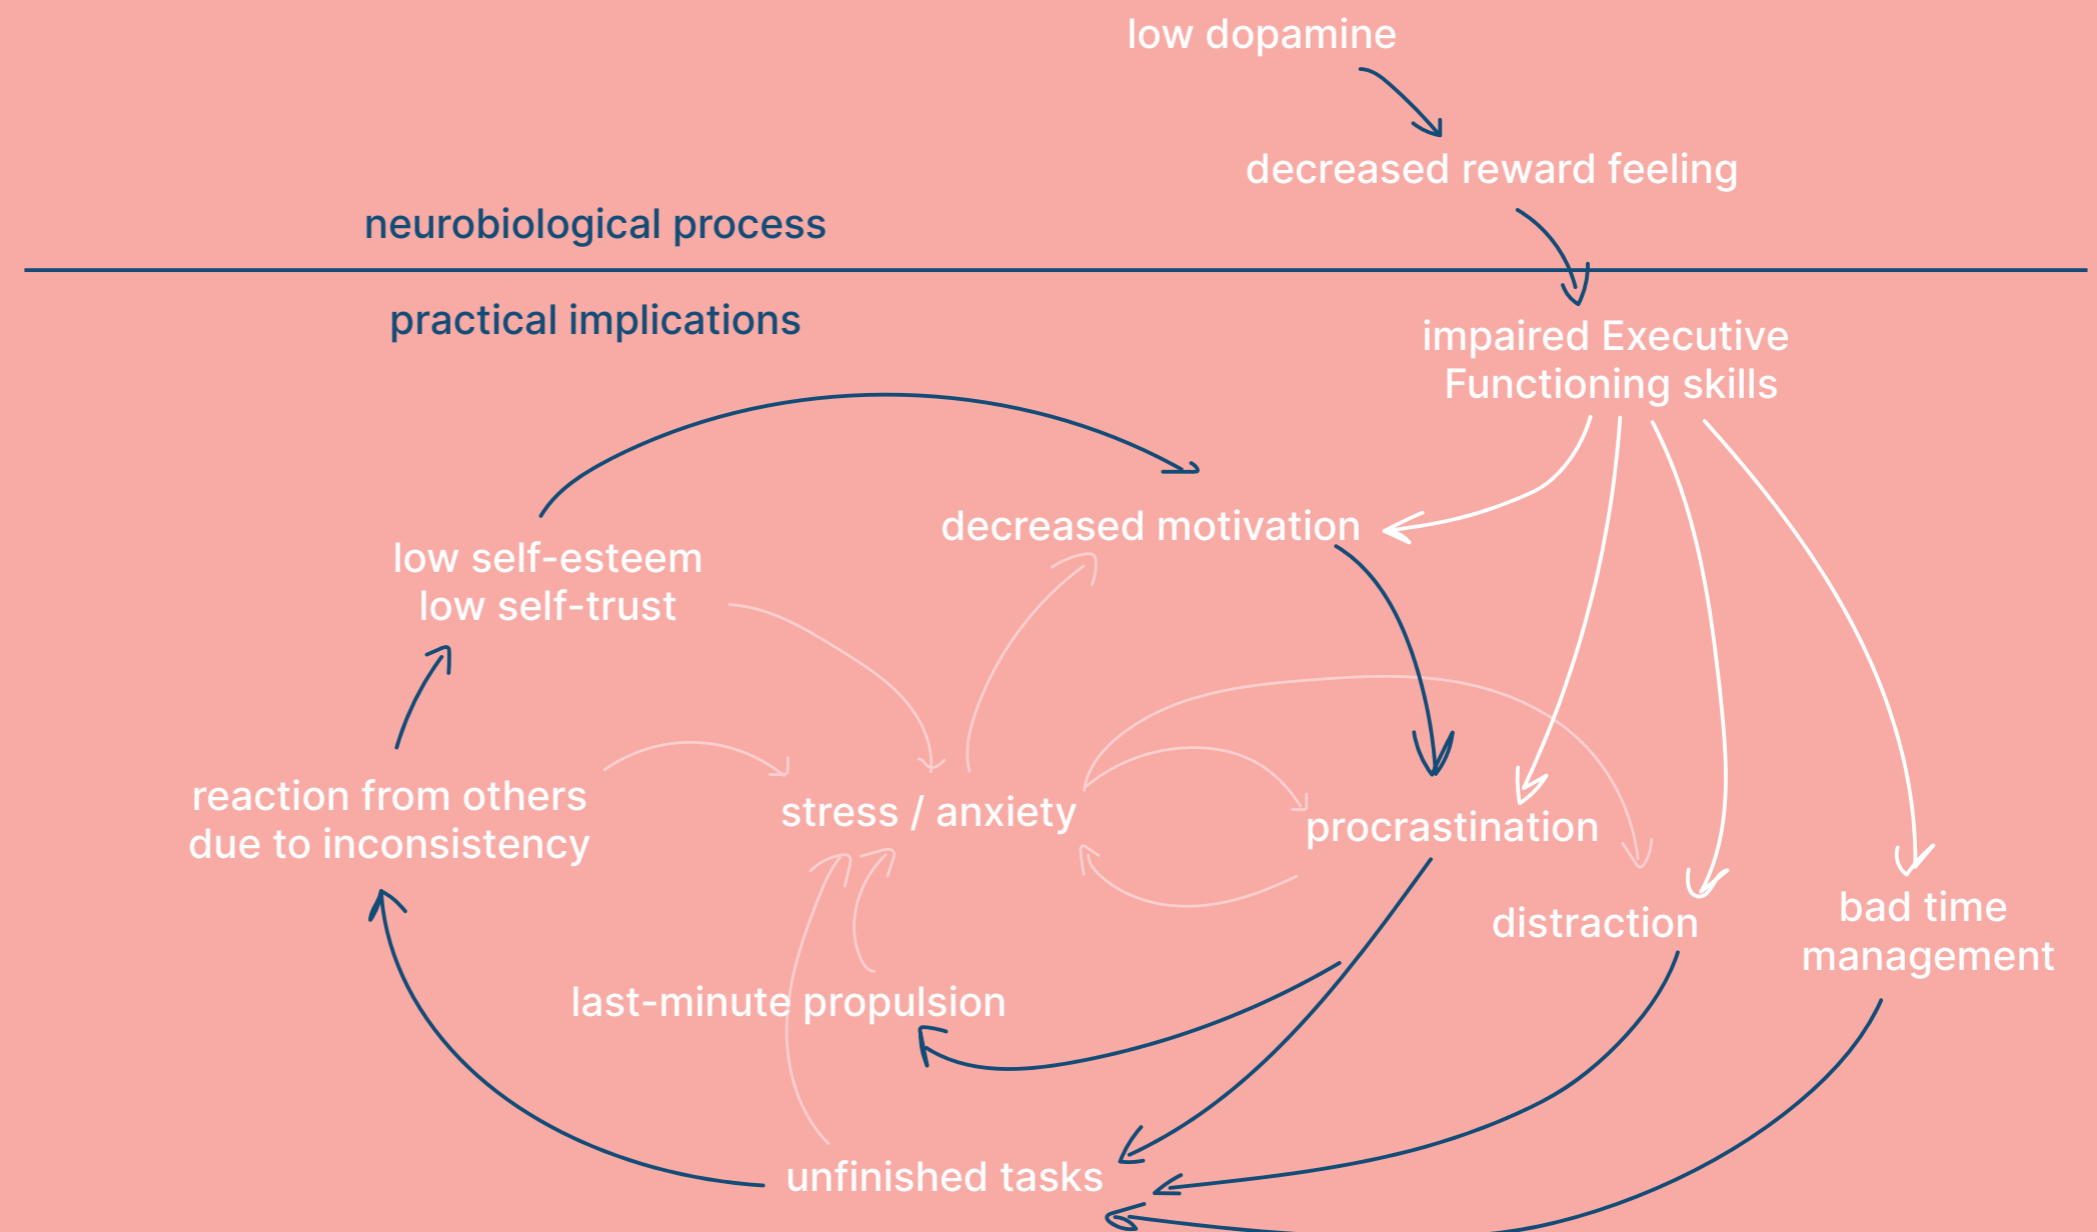 low dopamine
decreased reward feeling
neurobiological process
practical implications
impaired Executive
Functioning skills
decreased motivation
low self-esteem
low self-trust
reaction from others
due to inconsistency
stress / anxiety
procrastination
distraction
bad time
management
last-minute propulsion
unfinished tasks